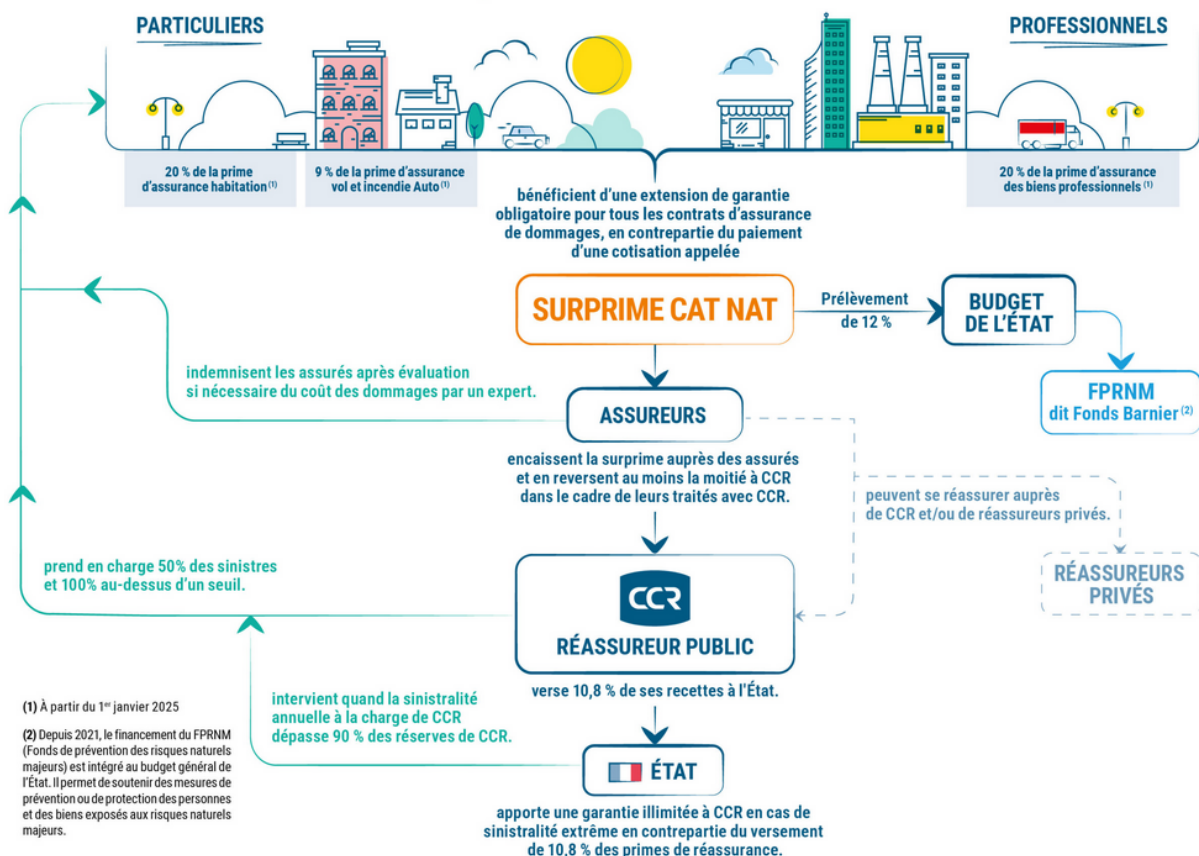 PARTICULIERS
PROFESSIONNELS
20 % de la prime
d'assurance habitation (1)
9 % de la prime d'assurance
vol et incendie Auto (1)
20 % de la prime d'assurance
des biens professionnels (1)
bénéficient d'une extension de garantie
obligatoire pour tous les contrats d'assurance
de dommages, en contrepartie du paiement
d'une cotisation appelée
SURPRIME CAT NAT
Prélèvement
de 12 %
BUDGET
DE L'ÉTAT
FPRNM
dit Fonds Barnier (2)
indemnisent les assurés après évaluation
si nécessaire du coût des dommages par un expert.
ASSUREURS
encaissent la surprime auprès des assurés
et en reversent au moins la moitié à CCR
dans le cadre de leurs traités avec CCR.
peuvent se réassurer auprès
de CCR et/ou de réassureurs privés.
RÉASSUREURS
PRIVÉS
prend en charge 50% des sinistres
et 100% au-dessus d'un seuil.
CCR
RÉASSUREUR PUBLIC
verse 10,8 % de ses recettes à l'État.
intervient quand la sinistralité
annuelle à la charge de CCR
dépasse 90 % des réserves de CCR.
ÉTAT
apporte une garantie illimitée à CCR en cas de
sinistralité extrême en contrepartie du versement
de 10,8 % des primes de réassurance.
(1) À partir du 1er janvier 2025
(2) Depuis 2021, le financement du FPRNM
(Fonds de prévention des risques naturels
majeurs) est intégré au budget général de
l'État. Il permet de soutenir des mesures de
prévention ou de protection des personnes
et des biens exposés aux risques naturels
majeurs.